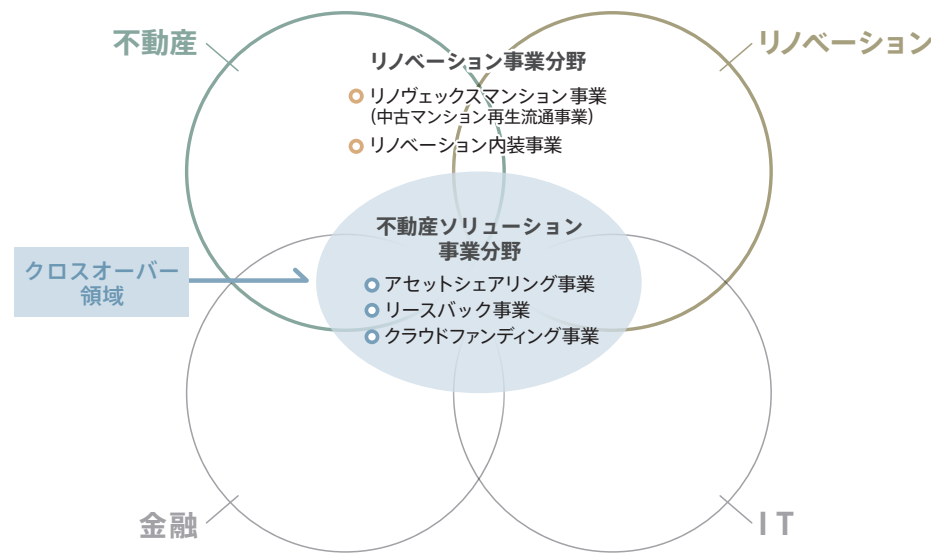 不動産
リノベーション
リノベーション事業分野
リノヴェックスマンション事業
(中古マンション再生流通事業)
リノベーション内装事業
不動産ソリューション
事業分野
アセットシェアリング事業
リースバック事業
クラウドファンディング事業
クロスオーバー
領域
金融
IT